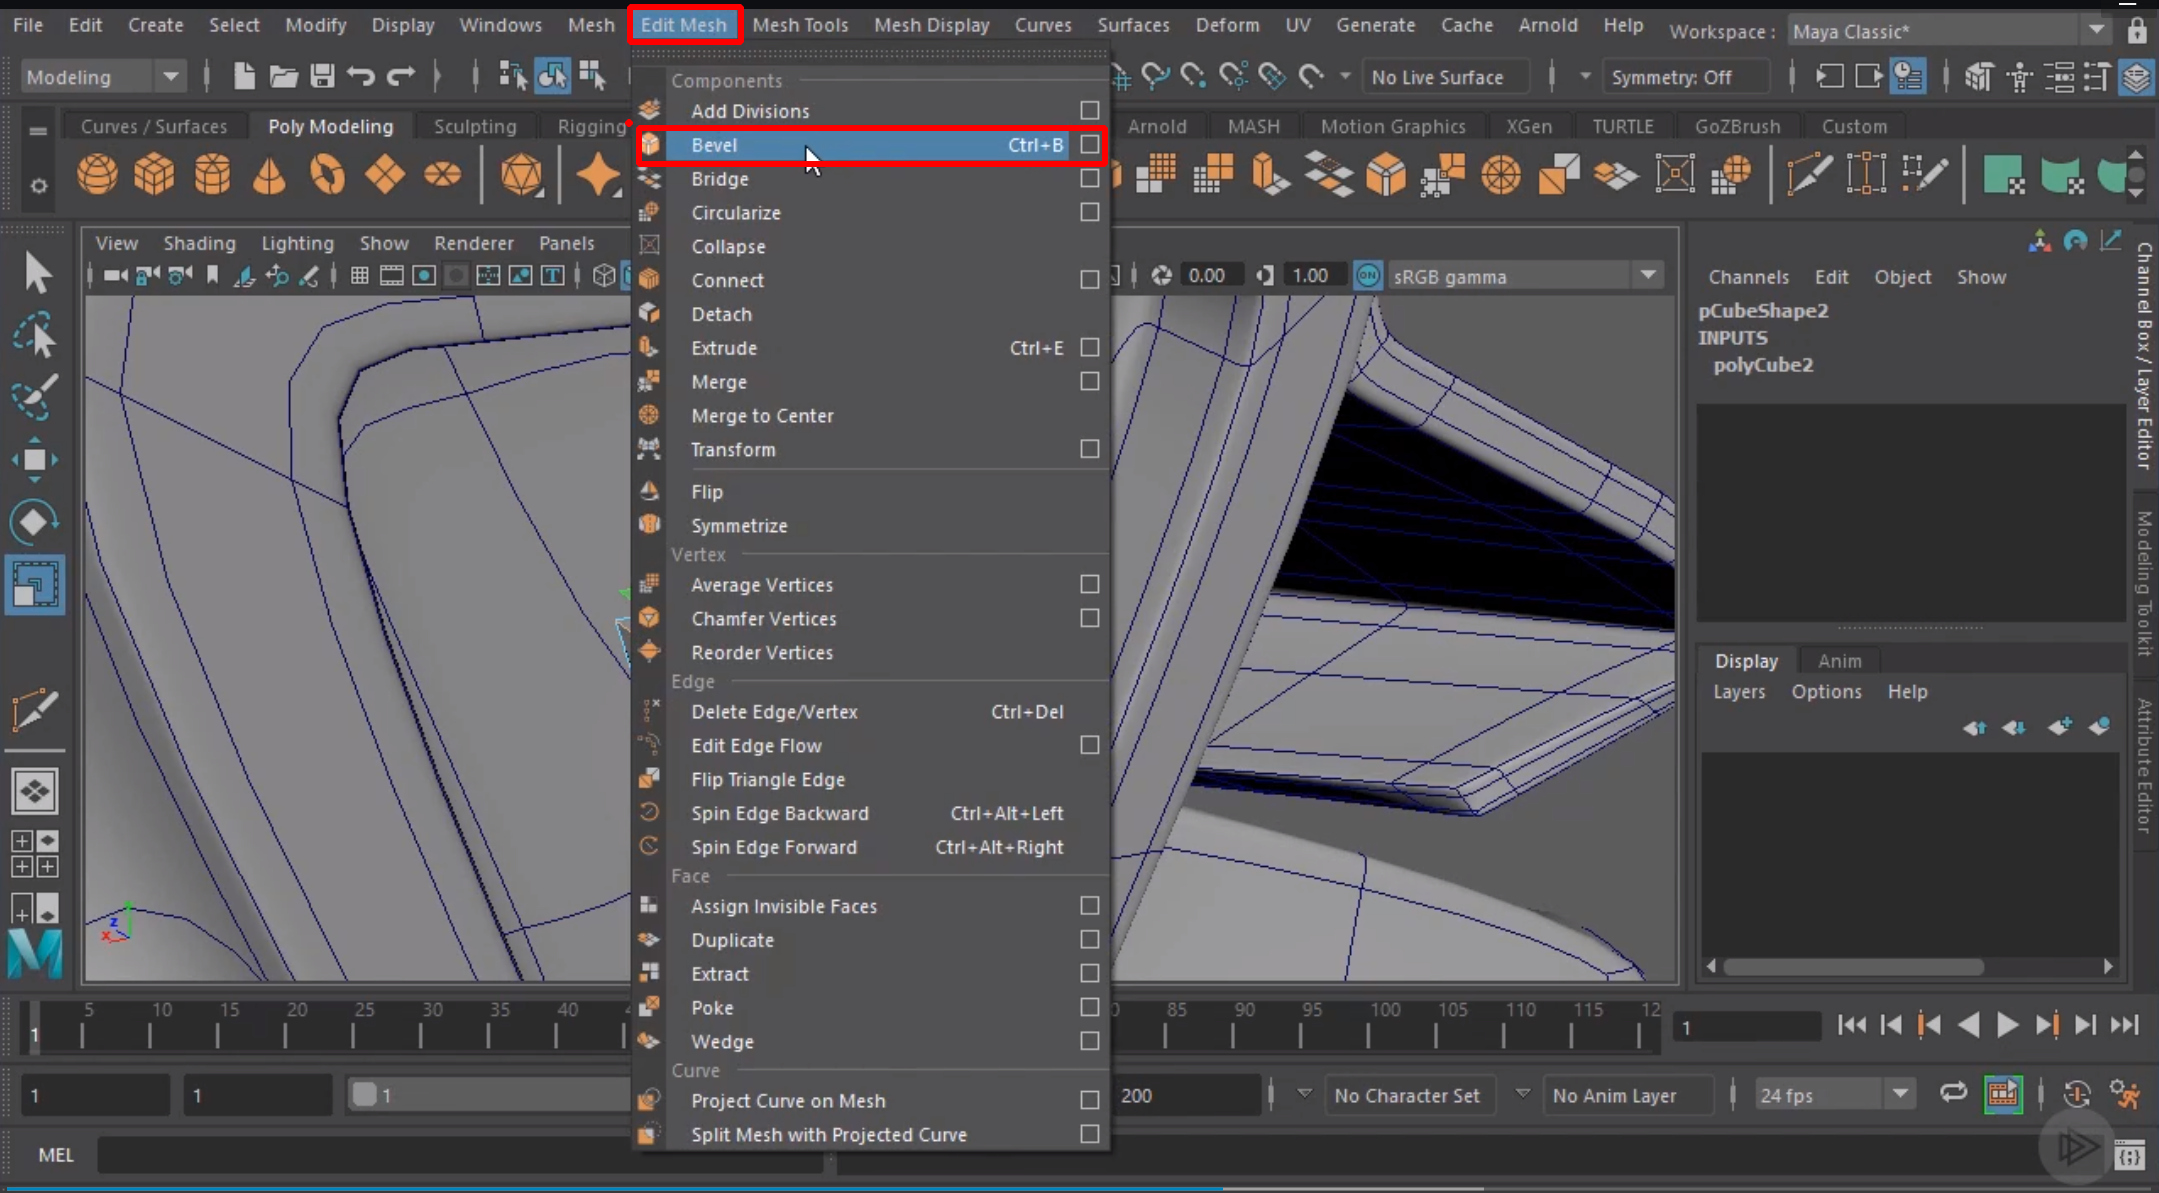 File Edit Create Select Modify Display Windows Mesh Edit Mesh Mesh Tools Mesh Display Curves Surfaces Deform UV Generate Cache Arnold Help Workspace : Maya Classic*
Modeling No Live Surface Symmetry: Off
Curves / Surfaces Poly Modeling Sculpting Rigging Arnold MASH Motion Graphics XGen TURTLE GoZBrush Custom
View Shading Lighting Show Renderer Panels
0.00 1.00 ON sRGB gamma
Components
Add Divisions
Bevel Ctrl+B
Bridge
Circularize
Collapse
Connect
Detach
Extrude Ctrl+E
Merge
Merge to Center
Transform
Flip
Symmetrize
Vertex
Average Vertices
Chamfer Vertices
Reorder Vertices
Edge
Delete Edge/Vertex Ctrl+Del
Edit Edge Flow
Flip Triangle Edge
Spin Edge Backward Ctrl+Alt+Left
Spin Edge Forward Ctrl+Alt+Right
Face
Assign Invisible Faces
Duplicate
Extract
Poke
Wedge
Curve
Project Curve on Mesh
Split Mesh with Projected Curve
Channels Edit Object Show
pCubeShape2
INPUTS
polyCube2
Display Anim
Layers Options Help
Channel Box / Layer Editor
Modeling Toolkit
Attribute Editor
z
x
M
5 10 15 20 25 30 35 40 85 90 95 100 105 110 115 12
1 1
1 1 1 200 No Character Set No Anim Layer 24 fps
MEL